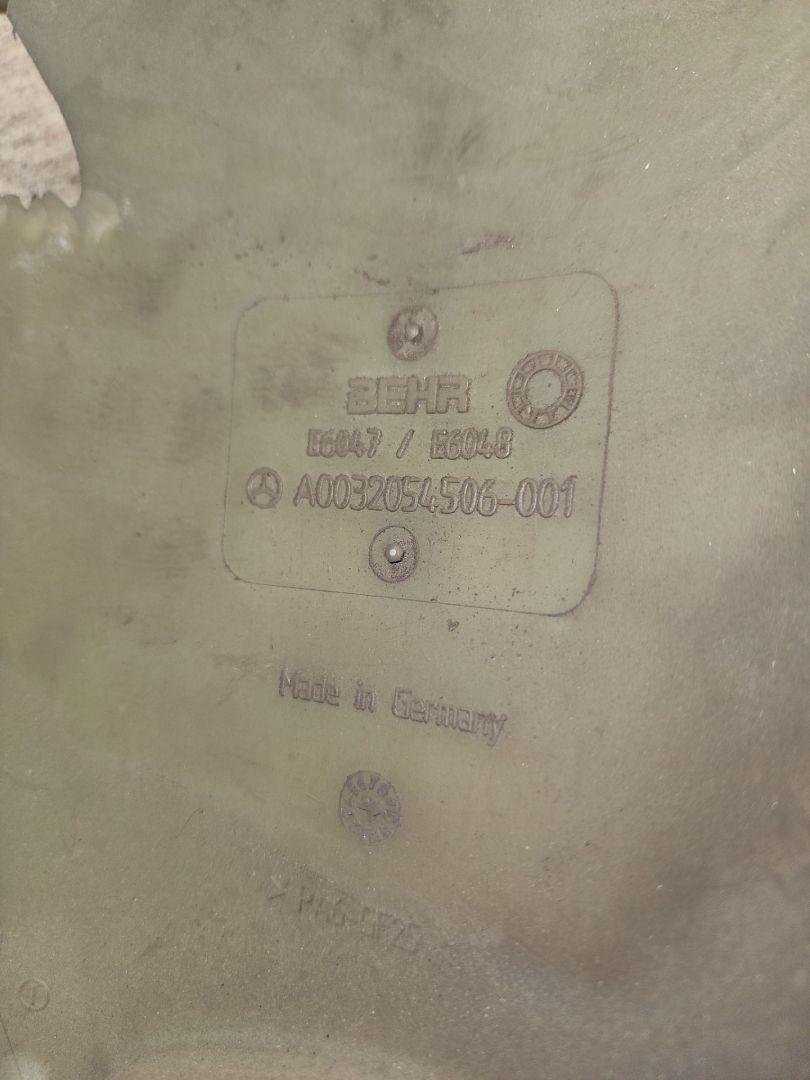 BEHR
E6047 / E6048
A0032054506-001
Made in Germany
>PA6-GF25